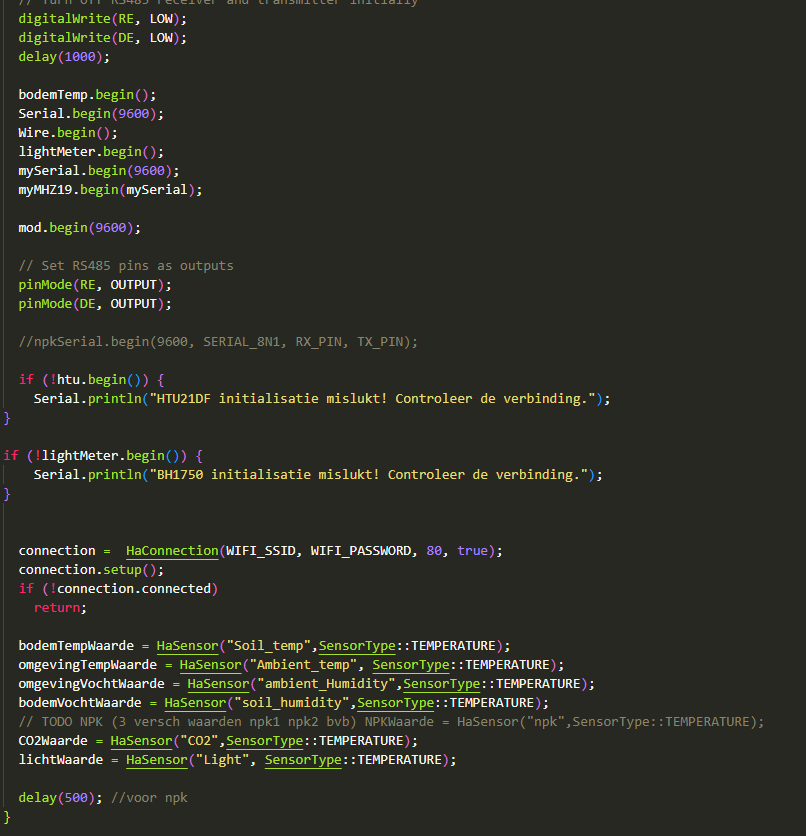 // Turn off RS485 receiver and transmitter initially
digitalWrite(RE, LOW);
digitalWrite(DE, LOW);
delay(1000);
bodemTemp.begin();
Serial.begin(9600);
Wire.begin();
lightMeter.begin();
mySerial.begin(9600);
myMHZ19.begin(mySerial);
mod.begin(9600);
// Set RS485 pins as outputs
pinMode(RE, OUTPUT);
pinMode(DE, OUTPUT);
//npkSerial.begin(9600, SERIAL_8N1, RX_PIN, TX_PIN);
if (!htu.begin()) {
Serial.println("HTU21DF initialisatie mislukt! Controleer de verbinding.");
}
if (!lightMeter.begin()) {
Serial.println("BH1750 initialisatie mislukt! Controleer de verbinding.");
}
connection =  HaConnection(WIFI_SSID, WIFI_PASSWORD, 80, true);
connection.setup();
if (!connection.connected)
return;
bodemTempWaarde = HaSensor("Soil_temp",SensorType::TEMPERATURE);
omgevingTempWaarde = HaSensor("Ambient_temp", SensorType::TEMPERATURE);
omgevingVochtWaarde = HaSensor("ambient_Humidity",SensorType::TEMPERATURE);
bodemVochtWaarde = HaSensor("soil_humidity",SensorType::TEMPERATURE);
// TODO NPK (3 versch waarden npk1 npk2 bvb) NPKWaarde = HaSensor("npk",SensorType::TEMPERATURE);
CO2Waarde = HaSensor("CO2",SensorType::TEMPERATURE);
lichtWaarde = HaSensor("Light", SensorType::TEMPERATURE);
delay(500); //voor npk
}